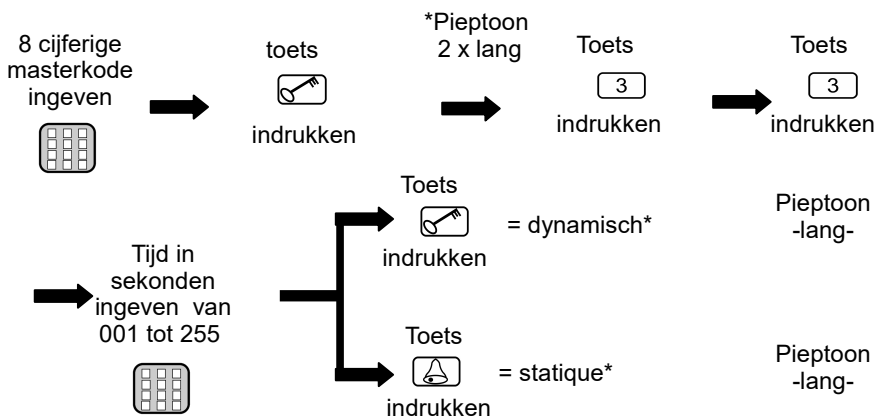 8 cijferige
masterkode
ingeven
toets
indrukken
*Pieptoon
2 x lang
Toets
3
indrukken
Toets
3
indrukken
Tijd in
sekonden
ingeven van
001 tot 255
Toets
= dynamisch*
indrukken
Pieptoon
-lang-
Toets
= statique*
indrukken
Pieptoon
-lang-